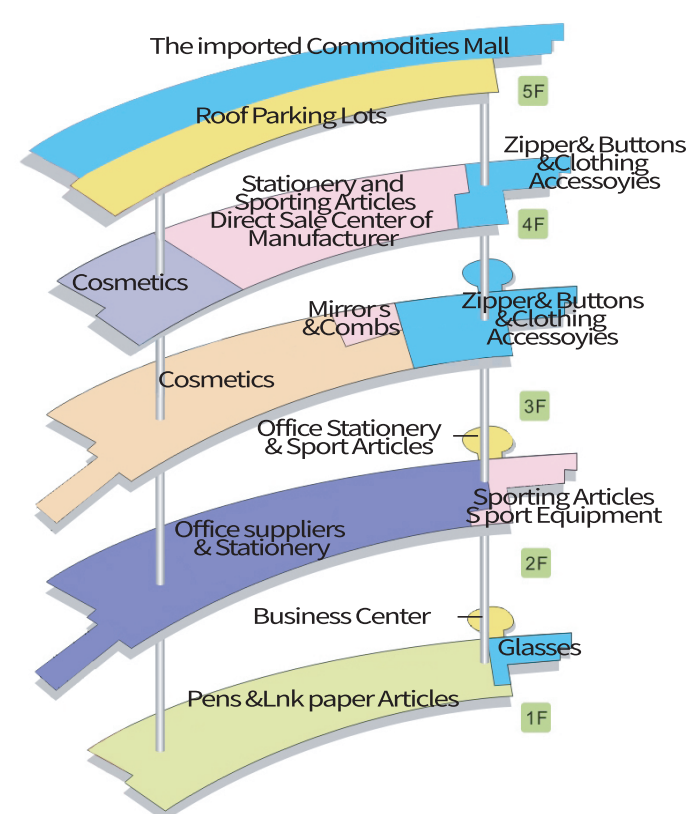 The imported Commodities Mall
5F
Roof Parking Lots
Zipper& Buttons
&Clothing
Accessoyies
Stationery and
Sporting Articles
Direct Sale Center of
Manufacturer
4F
Cosmetics
Zipper& Buttons
&Clothing
Accessoyies
Mirror s
&Combs
Cosmetics
3F
Office Stationery
& Sport Articles
Sporting Articles
S port Equipment
Office suppliers
& Stationery
2F
Business Center
Glasses
Pens &Lnk paper Articles
1F